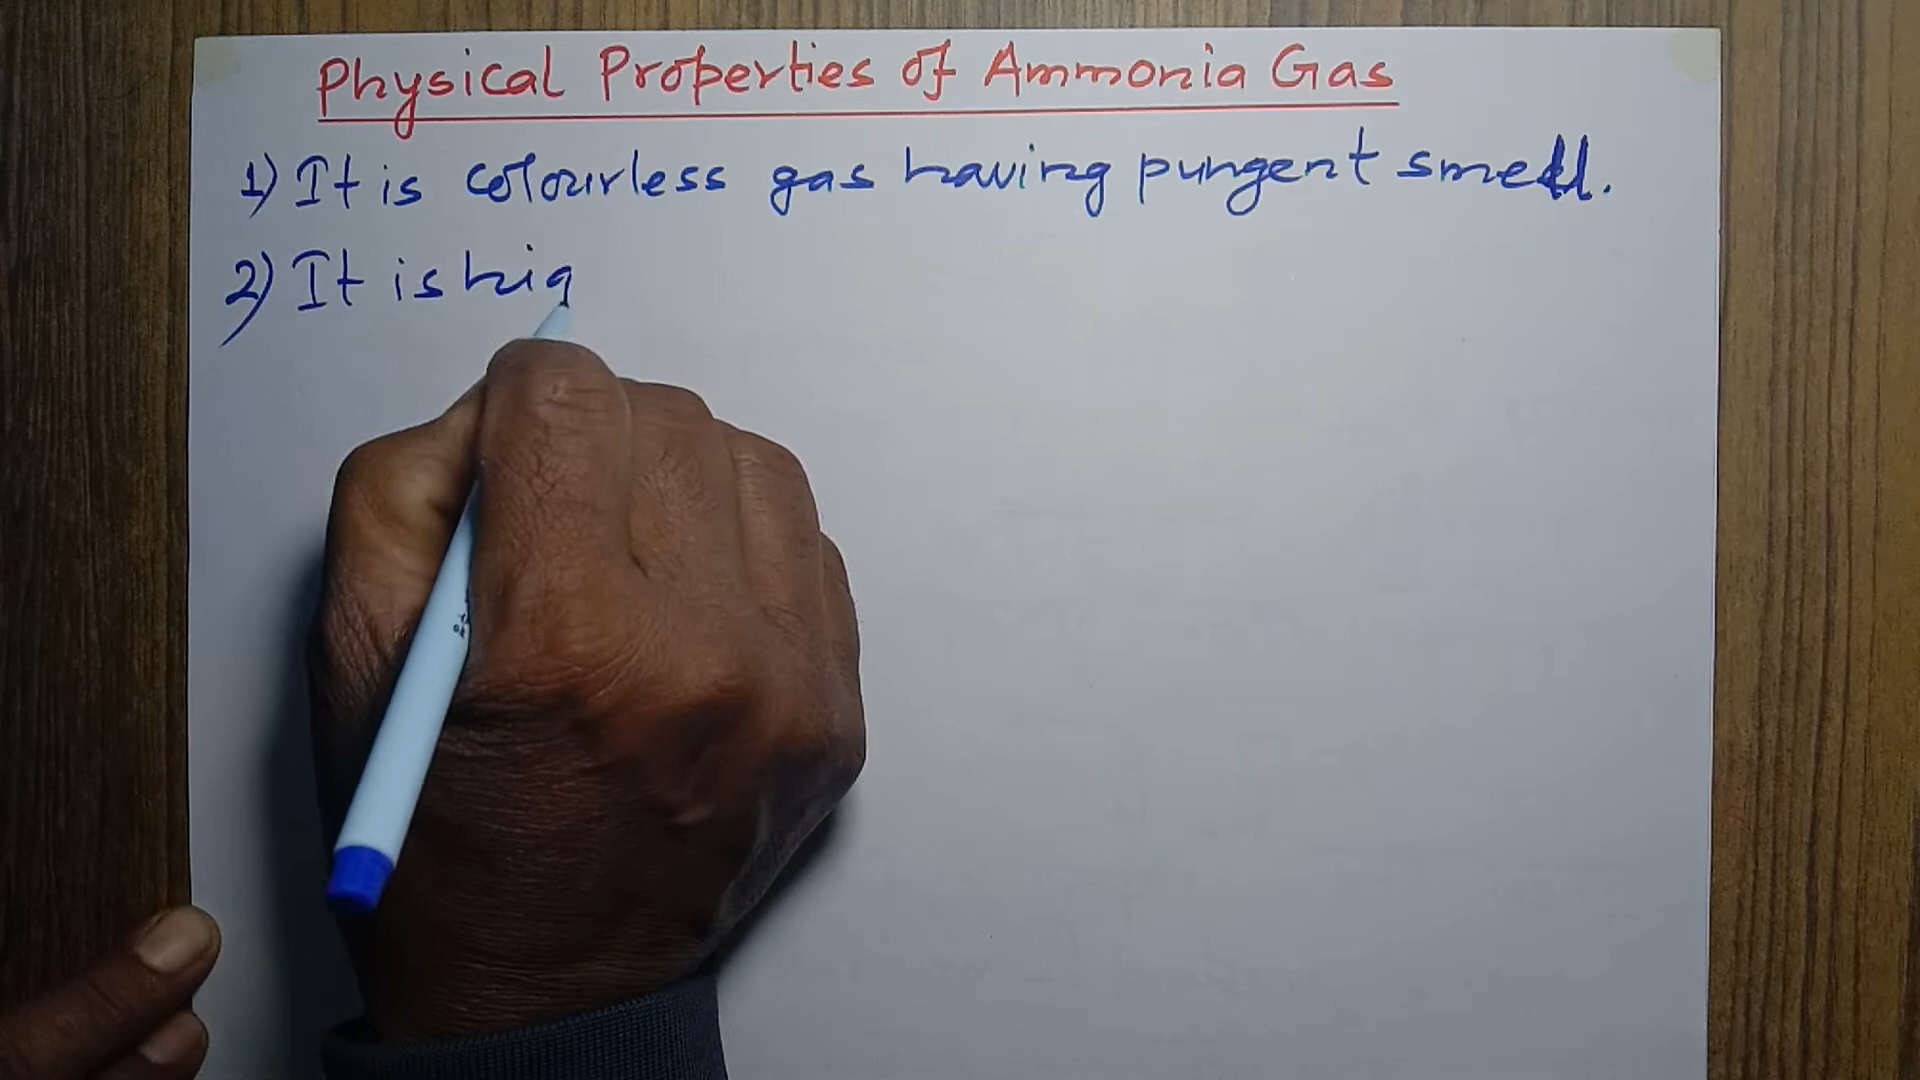 Physical Properties of Ammonia Gas
1) It is colourless gas having pungent smell.
2) It is hig